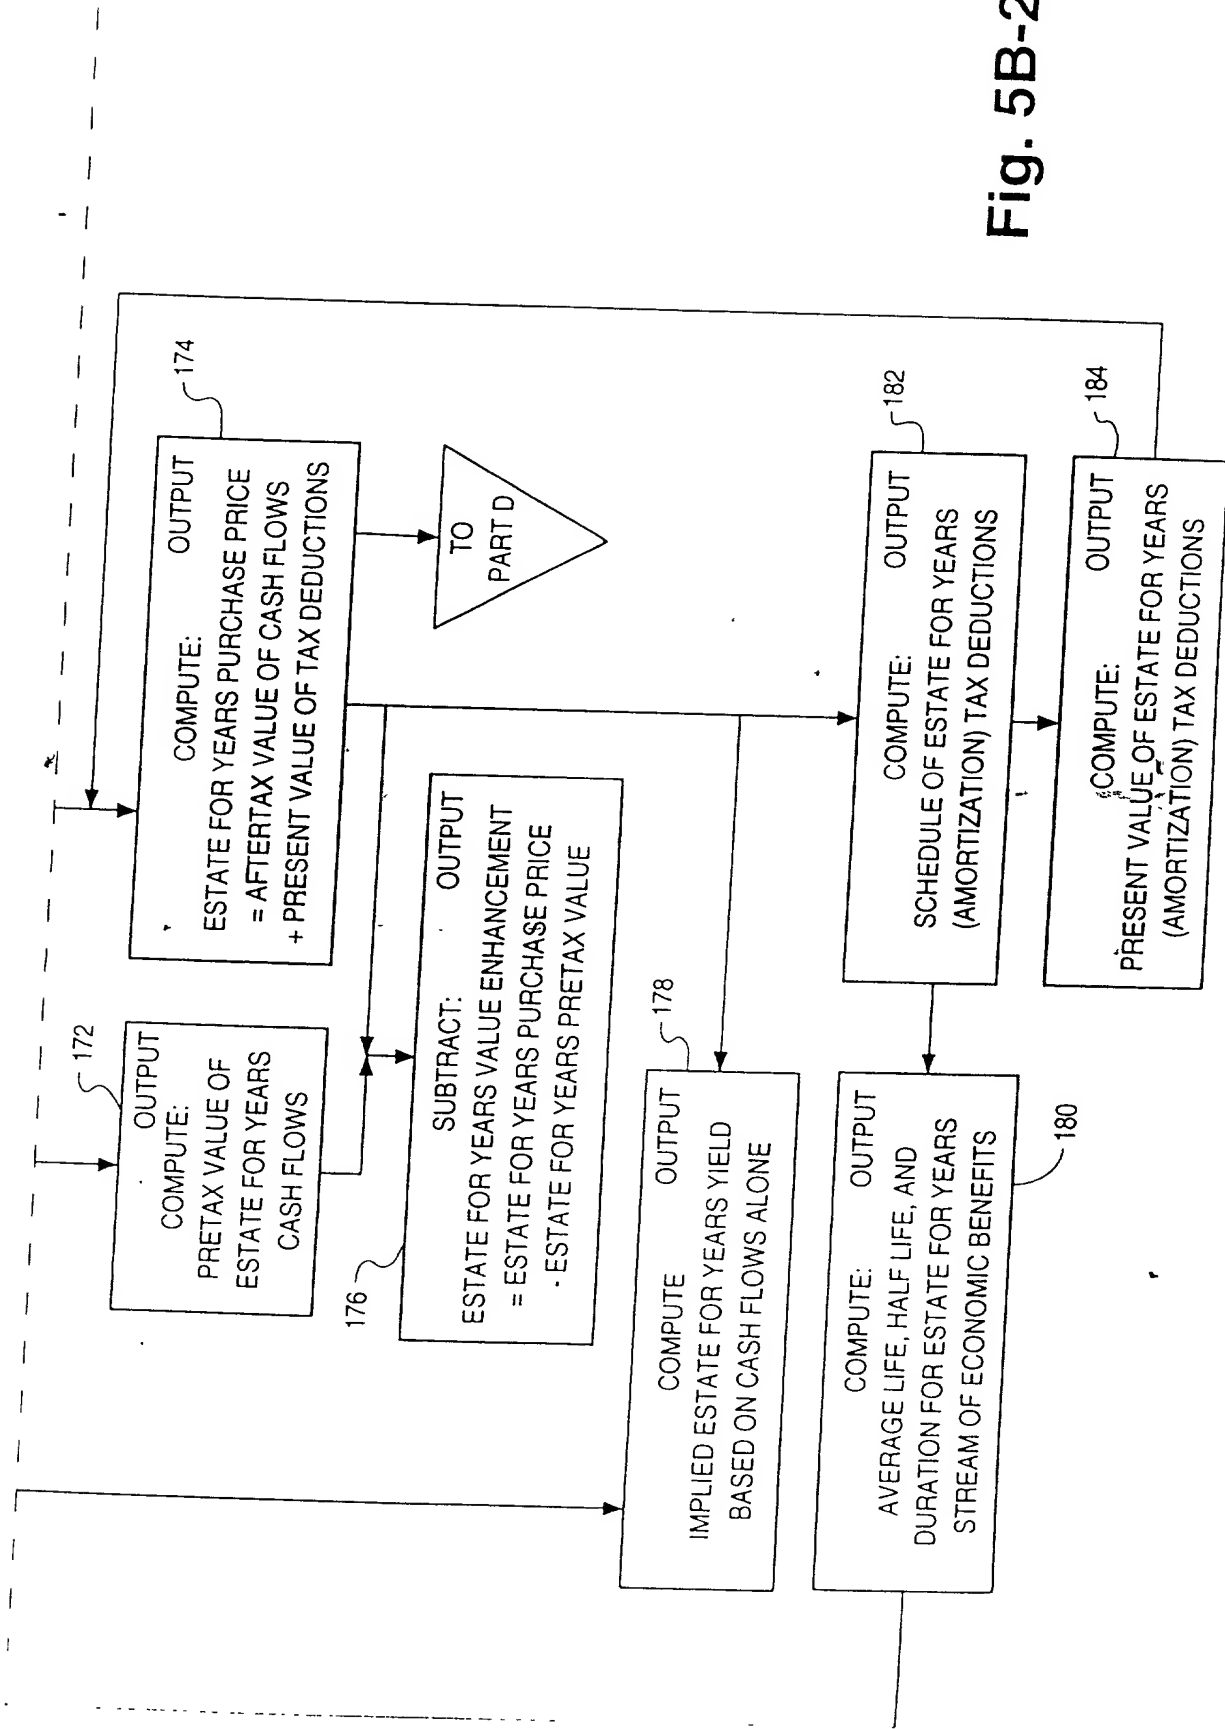 172
OUTPUT
COMPUTE:
PRETAX VALUE OF
ESTATE FOR YEARS
CASH FLOWS
174
COMPUTE: OUTPUT
ESTATE FOR YEARS PURCHASE PRICE
= AFTERTAX VALUE OF CASH FLOWS
+ PRESENT VALUE OF TAX DEDUCTIONS
TO
PART D
176
SUBTRACT: OUTPUT
ESTATE FOR YEARS VALUE ENHANCEMENT
= ESTATE FOR YEARS PURCHASE PRICE
- ESTATE FOR YEARS PRETAX VALUE
178
COMPUTE OUTPUT
IMPLIED ESTATE FOR YEARS YIELD
BASED ON CASH FLOWS ALONE
COMPUTE: OUTPUT
AVERAGE LIFE, HALF LIFE, AND
DURATION FOR ESTATE FOR YEARS
STREAM OF ECONOMIC BENEFITS
180
182
COMPUTE: OUTPUT
SCHEDULE OF ESTATE FOR YEARS
(AMORTIZATION) TAX DEDUCTIONS
184
COMPUTE: OUTPUT
PRESENT VALUE OF ESTATE FOR YEARS
(AMORTIZATION) TAX DEDUCTIONS
Fig. 5B-2